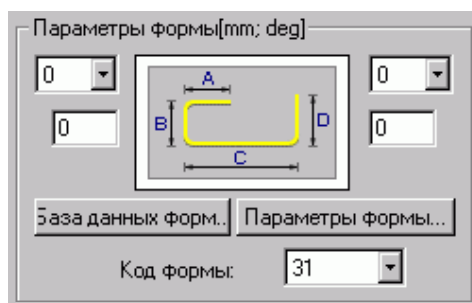 Параметры формы[mm; deg]
0 0
A
B D
0 0
C
База данных форм.. Параметры формы...
Код формы: 31